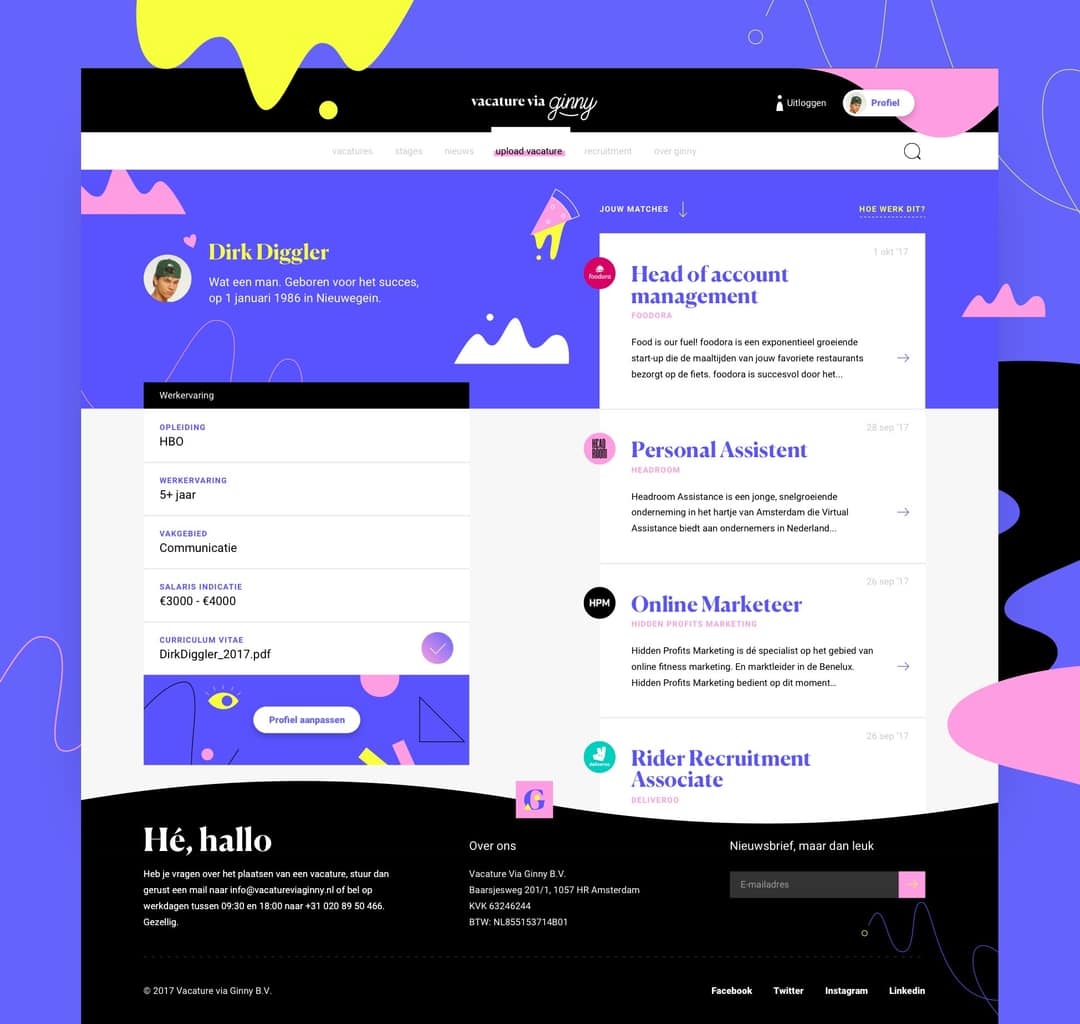 vacature via ginny
Uitloggen
Profiel
vacatures stages nieuws upload vacature recruitment over ginny
Dirk Diggler
Wat een man. Geboren voor het succes,
op 1 januari 1986 in Nieuwegein.
Werkervaring
OPLEIDING
HBO
WERKERVARING
5+ jaar
VAKGEBIED
Communicatie
SALARIS INDICATIE
€3000 - €4000
CURRICULUM VITAE
DirkDiggler_2017.pdf
Profiel aanpassen
JOUW MATCHES
HOE WERK DIT?
1 okt '17
foodora
Head of account
management
FOODORA
Food is our fuel! foodora is een exponentieel groeiende
start-up die de maaltijden van jouw favoriete restaurants
bezorgt op de fiets. foodora is succesvol door het...
28 sep '17
HEAD
ROOM
Personal Assistent
HEADROOM
Headroom Assistance is een jonge, snelgroeiende
onderneming in het hartje van Amsterdam die Virtual
Assistance biedt aan ondernemers in Nederland...
26 sep '17
HPM
Online Marketeer
HIDDEN PROFITS MARKETING
Hidden Profits Marketing is dé specialist op het gebied van
online fitness marketing. En marktleider in de Benelux.
Hidden Profits Marketing bedient op dit moment...
26 sep '17
deliveroo
Rider Recruitment
Associate
DELIVEROO
G
Hé, hallo
Heb je vragen over het plaatsen van een vacature, stuur dan
gerust een mail naar info@vacatureviaginny.nl of bel op
werkdagen tussen 09:30 en 18:00 naar +31 020 89 50 466.
Gezellig.
Over ons
Vacature Via Ginny B.V.
Baarsjesweg 201/1, 1057 HR Amsterdam
KVK 63246244
BTW: NL855153714B01
Nieuwsbrief, maar dan leuk
E-mailadres
© 2017 Vacature via Ginny B.V.
Facebook Twitter Instagram Linkedin